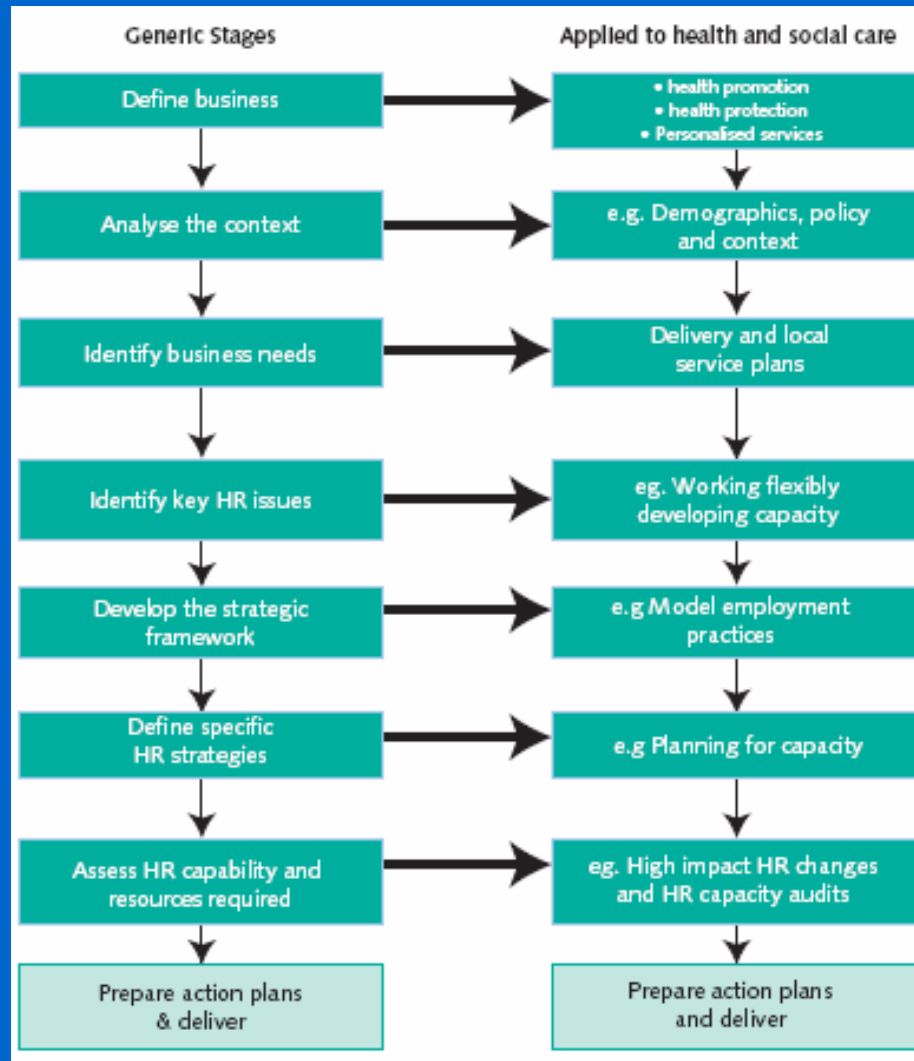 Generic Stages
Applied to health and social care
Define business
• health promotion
• health protection
• Personalised services
Analyse the context
e.g. Demographics, policy
and context
Identify business needs
Delivery and local
service plans
Identify key HR issues
eg. Working flexibly
developing capacity
Develop the strategic
framework
e.g Model employment
practices
Define specific
HR strategies
e.g Planning for capacity
Assess HR capability and
resources required
eg. High impact HR changes
and HR capacity audits
Prepare action plans
& deliver
Prepare action plans
and deliver